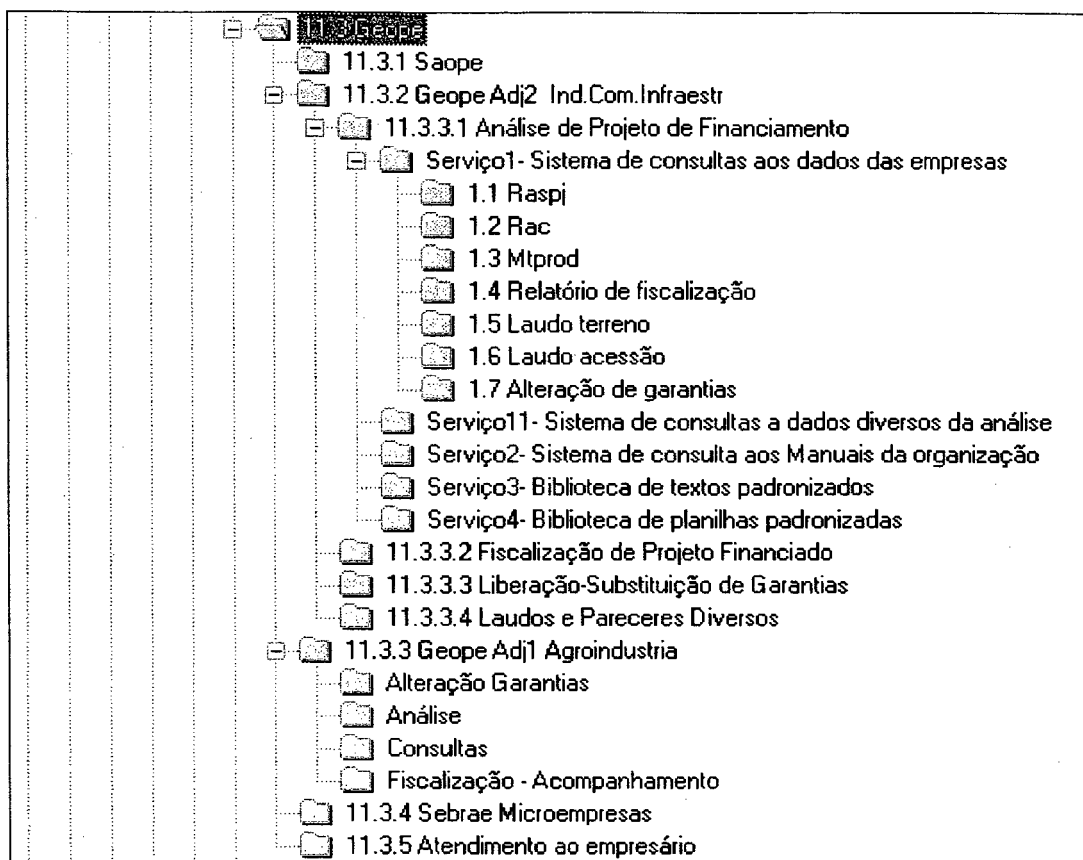 11.3 Geope
11.3.1 Saope
11.3.2 Geope Adj2 Ind.Com.Infraestr
11.3.3.1 Análise de Projeto de Financiamento
Serviço1- Sistema de consultas aos dados das empresas
1.1 Raspj
1.2 Rac
1.3 Mtprod
1.4 Relatório de fiscalização
1.5 Laudo terreno
1.6 Laudo acessão
1.7 Alteração de garantias
Serviço11- Sistema de consultas a dados diversos da análise
Serviço2- Sistema de consulta aos Manuais da organização
Serviço3- Biblioteca de textos padronizados
Serviço4- Biblioteca de planilhas padronizadas
11.3.3.2 Fiscalização de Projeto Financiado
11.3.3.3 Liberação-Substituição de Garantias
11.3.3.4 Laudos e Pareceres Diversos
11.3.3 Geope Adj1 Agroindustria
Alteração Garantias
Análise
Consultas
Fiscalização - Acompanhamento
11.3.4 Sebrae Microempresas
11.3.5 Atendimento ao empresário